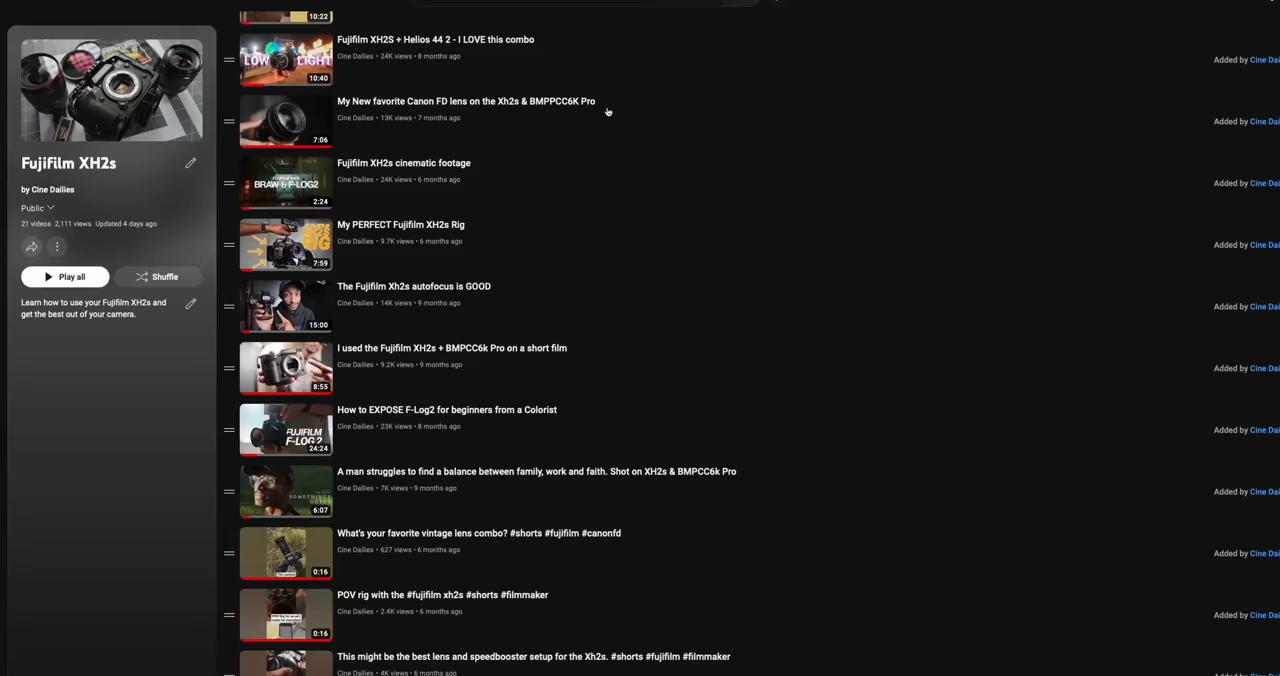 10:22
Fujifilm XH2S + Helios 44 2 - I LOVE this combo
Cine Dailies • 24K views • 8 months ago
LOW LIGHT
10:40
Added by Cine Dai
My New favorite Canon FD lens on the Xh2s & BMPPCC6K Pro
Cine Dailies • 13K views • 7 months ago
7:06
Added by Cine Dai
Fujifilm XH2s
by Cine Dailies
Public
21 videos 2,111 views Updated 4 days ago
Play all
Shuffle
Learn how to use your Fujifilm XH2s and
get the best out of your camera.
Fujifilm XH2s cinematic footage
Cine Dailies • 24K views • 6 months ago
BRAW & F-LOG2
2:24
Added by Cine Dai
My PERFECT Fujifilm XH2s Rig
Cine Dailies • 9.7K views • 6 months ago
RIG
7:59
Added by Cine Dai
The Fujifilm Xh2s autofocus is GOOD
Cine Dailies • 14K views • 9 months ago
15:00
Added by Cine Dai
I used the Fujifilm XH2s + BMPCC6k Pro on a short film
Cine Dailies • 9.2K views • 9 months ago
8:55
Added by Cine Dai
How to EXPOSE F-Log2 for beginners from a Colorist
Cine Dailies • 23K views • 8 months ago
FUJIFILM
F-LOG 2
24:24
Added by Cine Dai
A man struggles to find a balance between family, work and faith. Shot on XH2s & BMPCC6k Pro
Cine Dailies • 7K views • 9 months ago
6:07
Added by Cine Dai
What's your favorite vintage lens combo? #shorts #fujifilm #canonfd
Cine Dailies • 627 views • 6 months ago
0:16
Added by Cine Dai
POV rig with the #fujifilm xh2s #shorts #filmmaker
Cine Dailies • 2.4K views • 6 months ago
0:16
Added by Cine Dai
This might be the best lens and speedbooster setup for the Xh2s. #shorts #fujifilm #filmmaker
Cine Dailies • 4K views • 6 months ago